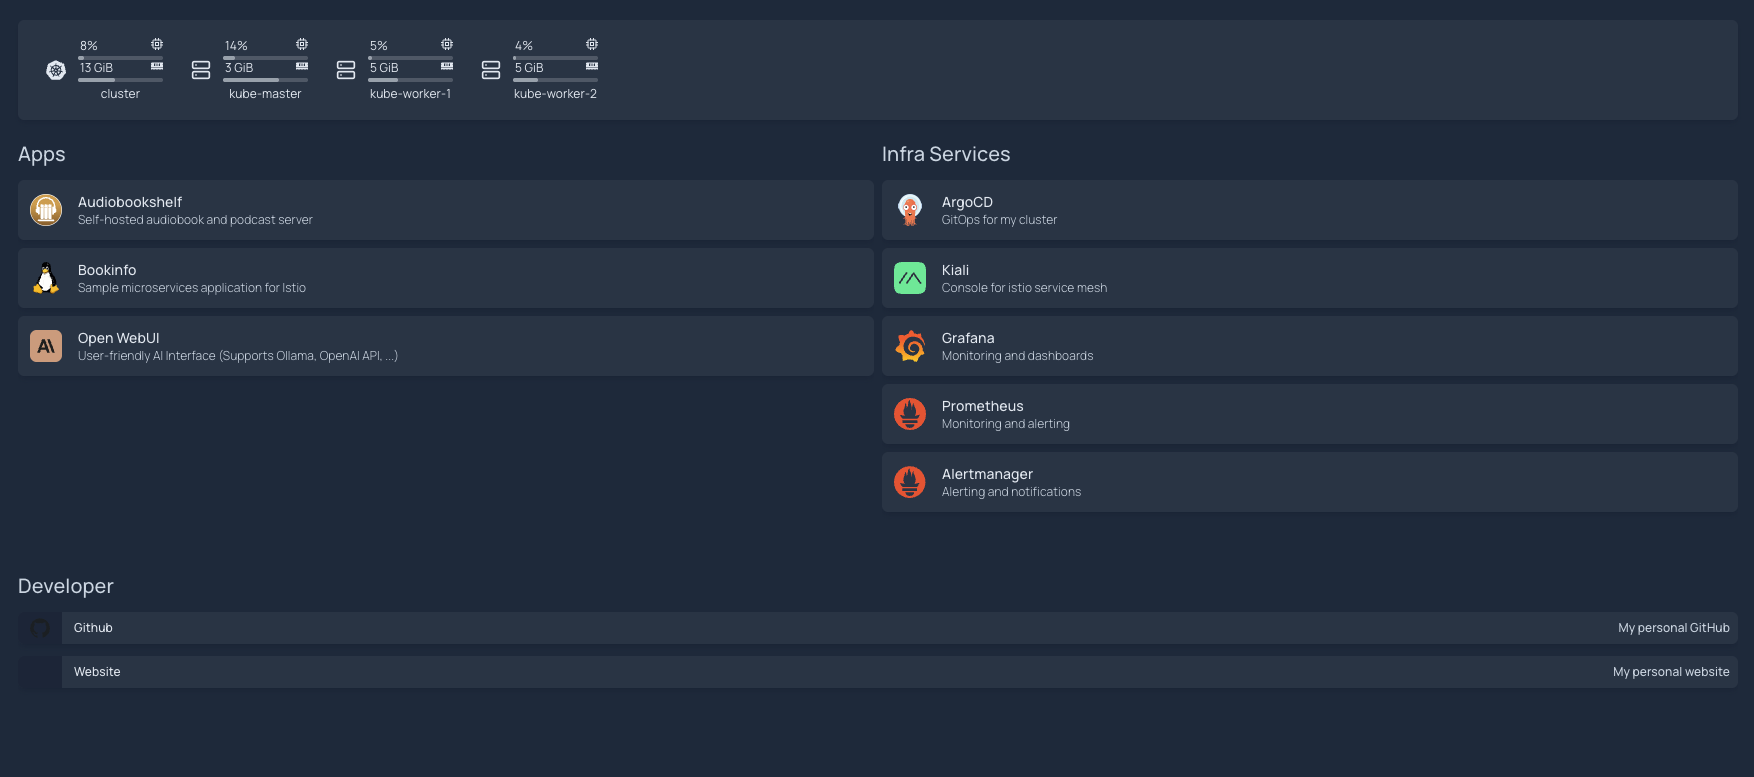 8%
13 GiB
cluster
14%
3 GiB
kube-master
5%
5 GiB
kube-worker-1
4%
5 GiB
kube-worker-2
Apps
Audiobookshelf
Self-hosted audiobook and podcast server
Bookinfo
Sample microservices application for Istio
A\
Open WebUI
User-friendly AI Interface (Supports Ollama, OpenAI API, ...)
Infra Services
ArgoCD
GitOps for my cluster
Kiali
Console for istio service mesh
Grafana
Monitoring and dashboards
Prometheus
Monitoring and alerting
Alertmanager
Alerting and notifications
Developer
Github My personal GitHub
Website My personal website